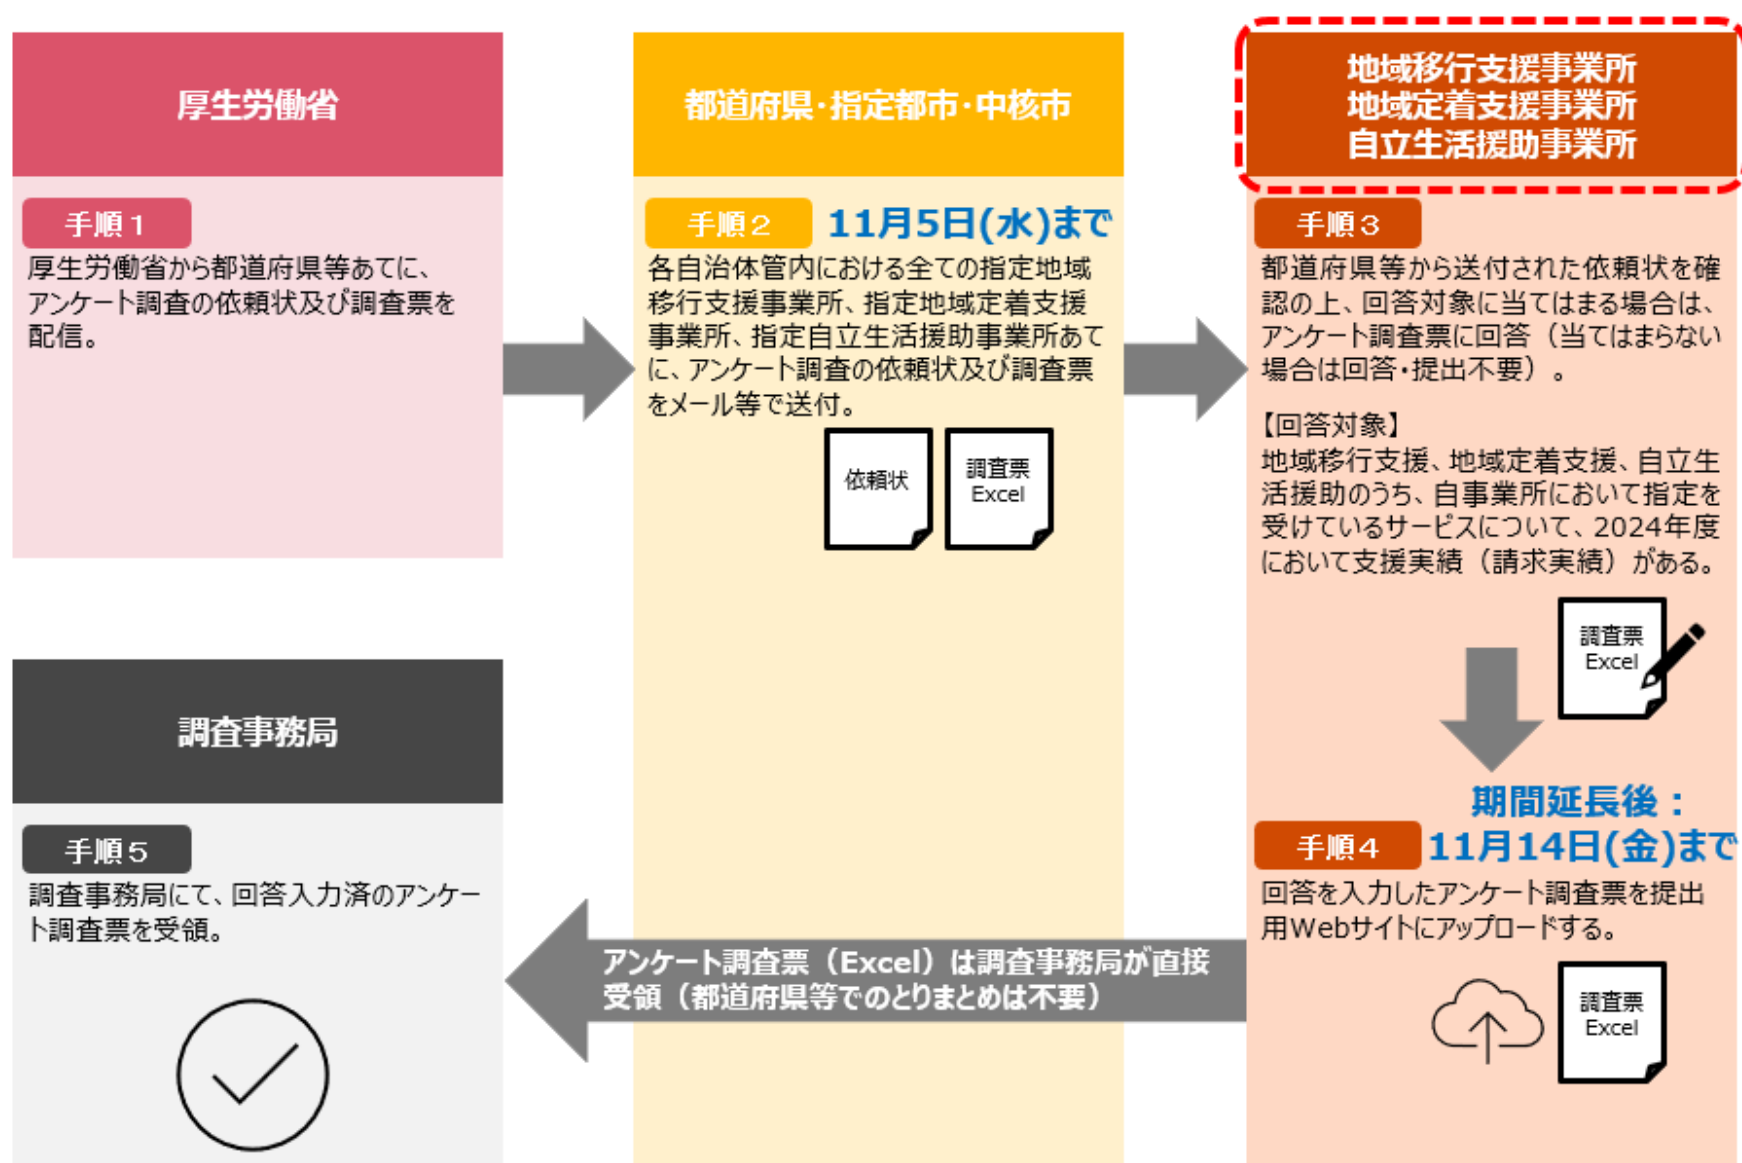 厚生労働省
手順1
厚生労働省から都道府県等あてに、
アンケート調査の依頼状及び調査票を
配信。
都道府県・指定都市・中核市
手順2
11月5日(水)まで
各自治体管内における全ての指定地域
移行支援事業所、指定地域定着支援
事業所、指定自立生活援助事業所あて
に、アンケート調査の依頼状及び調査票
をメール等で送付。
依頼状
調査票
Excel
地域移行支援事業所
地域定着支援事業所
自立生活援助事業所
手順3
都道府県等から送付された依頼状を確
認の上、回答対象に当てはまる場合は、
アンケート調査票に回答（当てはまらない
場合は回答・提出不要）。
【回答対象】
地域移行支援、地域定着支援、自立生
活援助のうち、自事業所において指定を
受けているサービスについて、2024年度
において支援実績（請求実績）がある。
調査票
Excel
期間延長後：
手順4
11月14日(金)まで
回答を入力したアンケート調査票を提出
用Webサイトにアップロードする。
調査票
Excel
アンケート調査票（Excel）は調査事務局が直接
受領（都道府県等でのとりまとめは不要）
調査事務局
手順5
調査事務局にて、回答入力済のアンケー
ト調査票を受領。